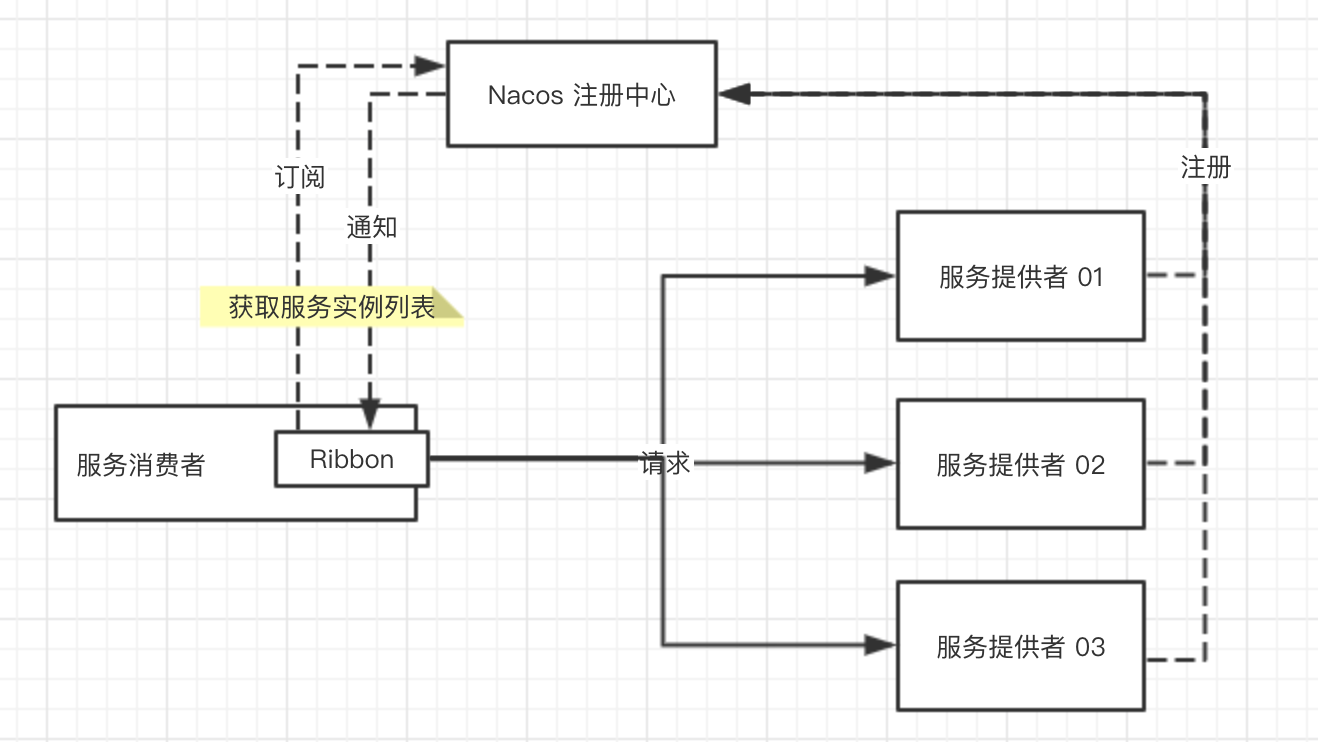 Nacos 注册中心
订阅
注册
通知
服务提供者 01
获取服务实例列表
服务消费者
Ribbon
请求
服务提供者 02
服务提供者 03